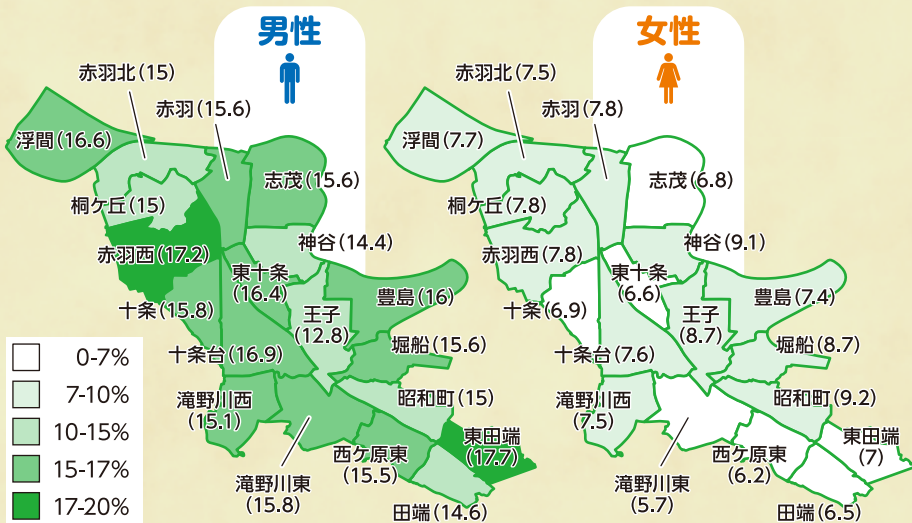 男性
赤羽北(15)
赤羽(15.6)
浮間(16.6)
志茂(15.6)
桐ケ丘(15)
神谷(14.4)
赤羽西(17.2)
東十条
(16.4)
豊島(16)
十条(15.8)
王子
(12.8)
堀船(15.6)
十条台(16.9)
昭和町(15)
滝野川西
(15.1)
東田端
(17.7)
西ケ原東
(15.5)
滝野川東
(15.8)
田端(14.6)
女性
赤羽北(7.5)
赤羽(7.8)
浮間(7.7)
志茂(6.8)
桐ケ丘(7.8)
神谷(9.1)
赤羽西(7.8)
東十条
(6.6)
豊島(7.4)
十条(6.9)
王子
(8.7)
堀船(8.7)
十条台(7.6)
昭和町(9.2)
滝野川西
(7.5)
東田端
(7)
西ケ原東
(6.2)
滝野川東
(5.7)
田端(6.5)
0-7%
7-10%
10-15%
15-17%
17-20%